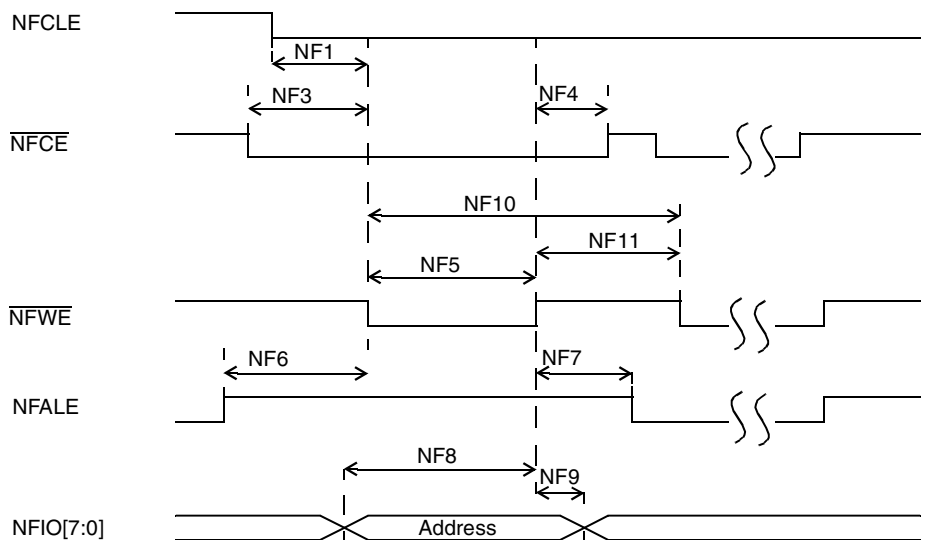 NFCLE
NF1
NF3
NF4
NFCE
NF10
NF11
NF5
NFWE
NF6
NF7
NFALE
NF8
NF9
NFIO[7:0]
Address